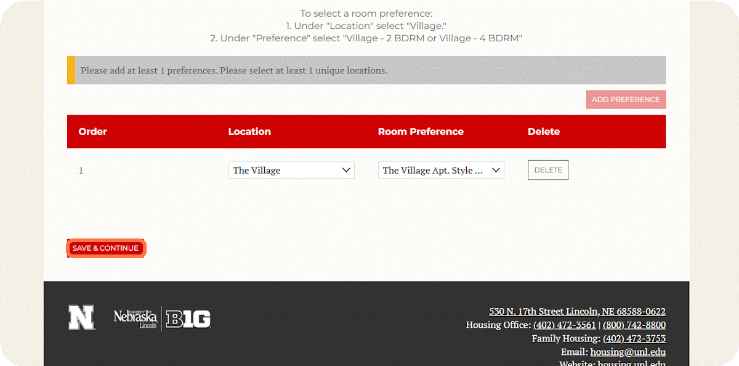 To select a room preference:
1. Under "Location" select "Village."
2. Under "Preference" select "Village - 2 BDRM or Village - 4 BDRM"
Please add at least 1 preferences. Please select at least 1 unique locations.
ADD PREFERENCE
Order Location Room Preference Delete
1 The Village The Village Apt. Style ... DELETE
SAVE & CONTINUE
N Nebraska Lincoln B1G
530 N. 17th Street Lincoln, NE 68588-0622
Housing Office: (402) 472-3561 | (800) 742-8800
Family Housing: (402) 472-3753
Email: housing@unl.edu
Website: housing.unl.edu